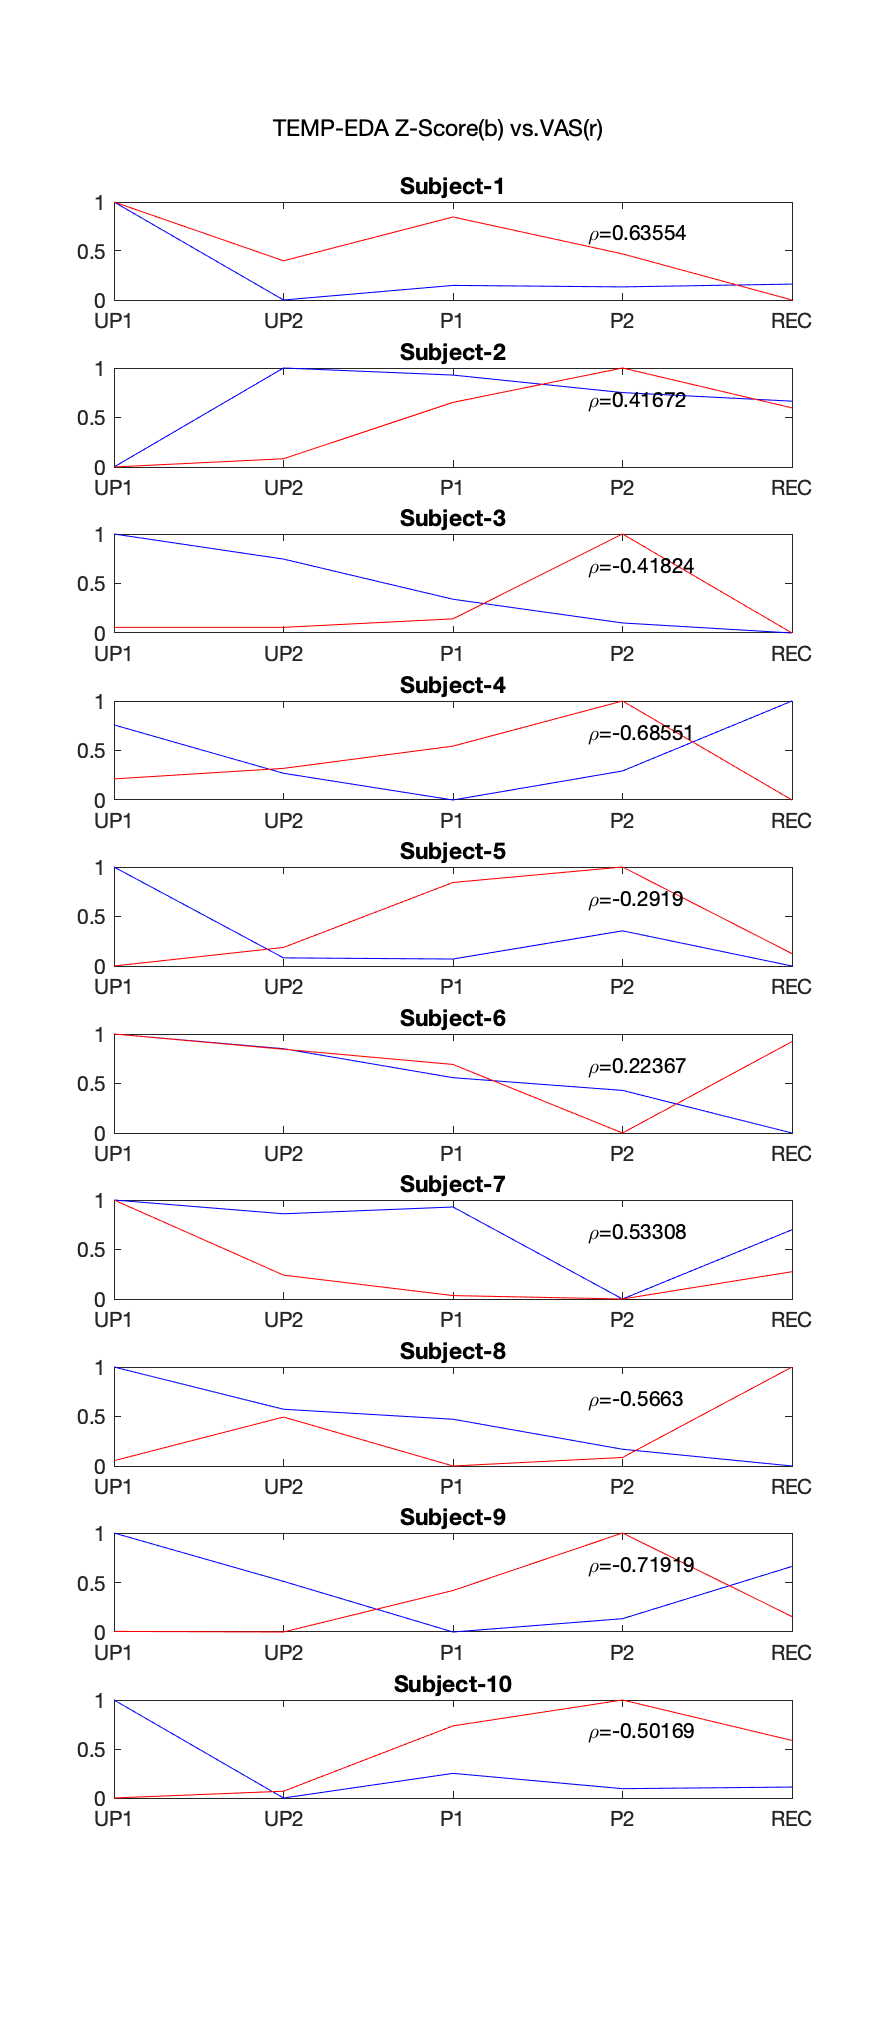 TEMP-EDA Z-Score(b) vs.VAS(r)
Subject-1
1
ρ=0.63554
0.5
0
UP1 UP2 P1 P2 REC
Subject-2
1
ρ=0.41672
0.5
0
UP1 UP2 P1 P2 REC
Subject-3
1
ρ=-0.41824
0.5
0
UP1 UP2 P1 P2 REC
Subject-4
1
ρ=-0.68551
0.5
0
UP1 UP2 P1 P2 REC
Subject-5
1
ρ=-0.2919
0.5
0
UP1 UP2 P1 P2 REC
Subject-6
1
ρ=0.22367
0.5
0
UP1 UP2 P1 P2 REC
Subject-7
1
ρ=0.53308
0.5
0
UP1 UP2 P1 P2 REC
Subject-8
1
ρ=-0.5663
0.5
0
UP1 UP2 P1 P2 REC
Subject-9
1
ρ=-0.71919
0.5
0
UP1 UP2 P1 P2 REC
Subject-10
1
ρ=-0.50169
0.5
0
UP1 UP2 P1 P2 REC